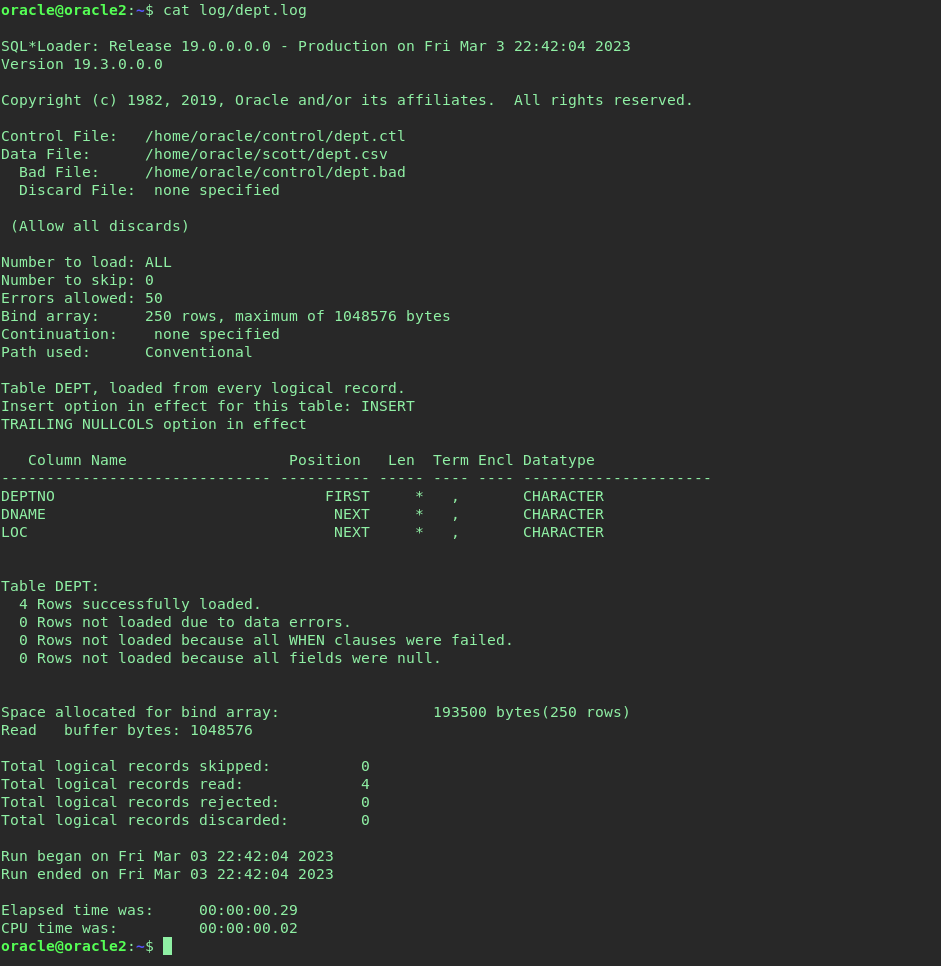 oracle@oracle2:~$ cat log/dept.log

SQL*Loader: Release 19.0.0.0.0 - Production on Fri Mar 3 22:42:04 2023
Version 19.3.0.0.0

Copyright (c) 1982, 2019, Oracle and/or its affiliates.  All rights reserved.

Control File:   /home/oracle/control/dept.ctl
Data File:      /home/oracle/scott/dept.csv
  Bad File:     /home/oracle/control/dept.bad
  Discard File:  none specified

 (Allow all discards)

Number to load: ALL
Number to skip: 0
Errors allowed: 50
Bind array:     250 rows, maximum of 1048576 bytes
Continuation:    none specified
Path used:      Conventional

Table DEPT, loaded from every logical record.
Insert option in effect for this table: INSERT
TRAILING NULLCOLS option in effect

   Column Name                  Position   Len  Term Encl Datatype
------------------------------ ---------- ----- ---- ---- ---------------------
DEPTNO                              FIRST     *   ,       CHARACTER
DNAME                                NEXT     *   ,       CHARACTER
LOC                                  NEXT     *   ,       CHARACTER


Table DEPT:
  4 Rows successfully loaded.
  0 Rows not loaded due to data errors.
  0 Rows not loaded because all WHEN clauses were failed.
  0 Rows not loaded because all fields were null.


Space allocated for bind array:                 193500 bytes(250 rows)
Read   buffer bytes: 1048576

Total logical records skipped:          0
Total logical records read:             4
Total logical records rejected:         0
Total logical records discarded:        0

Run began on Fri Mar 03 22:42:04 2023
Run ended on Fri Mar 03 22:42:04 2023

Elapsed time was:     00:00:00.29
CPU time was:         00:00:00.02
oracle@oracle2:~$